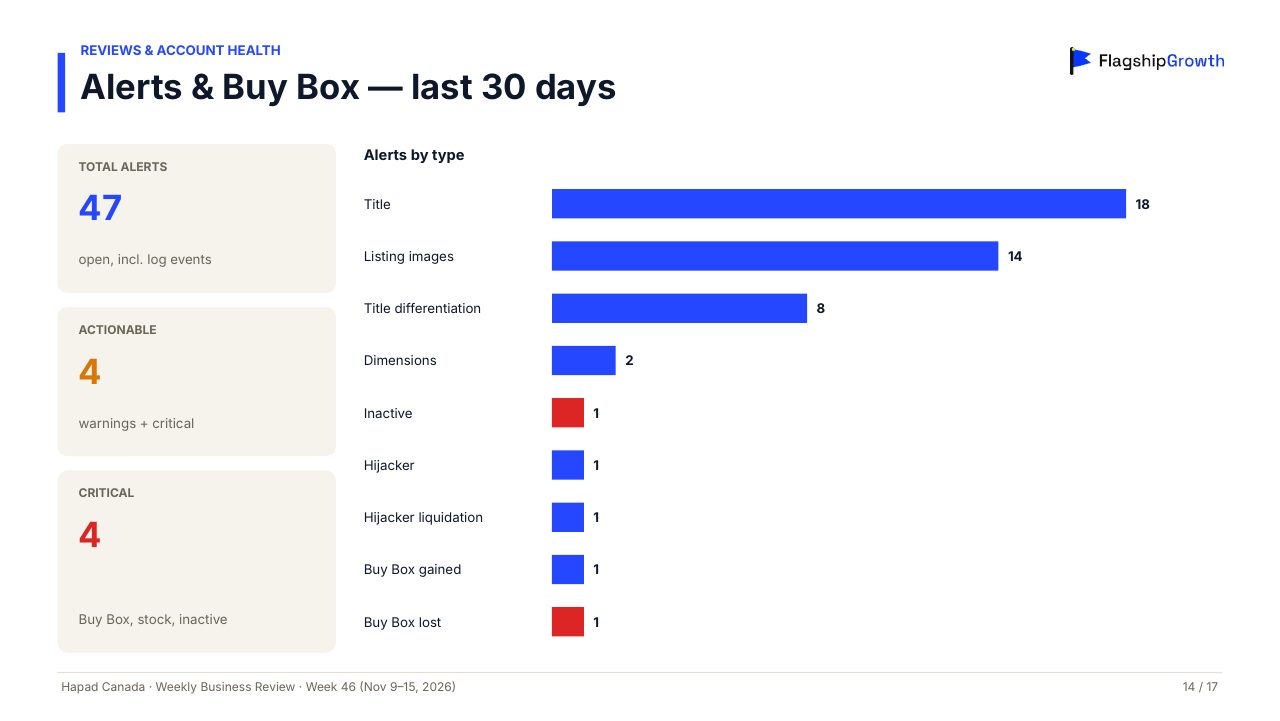 REVIEWS & ACCOUNT HEALTH
Alerts & Buy Box — last 30 days
FlagshipGrowth
TOTAL ALERTS
47
open, incl. log events
ACTIONABLE
4
warnings + critical
CRITICAL
4
Buy Box, stock, inactive
Alerts by type
Title 18
Listing images 14
Title differentiation 8
Dimensions 2
Inactive 1
Hijacker 1
Hijacker liquidation 1
Buy Box gained 1
Buy Box lost 1
Hapad Canada · Weekly Business Review · Week 46 (Nov 9–15, 2026)
14 / 17